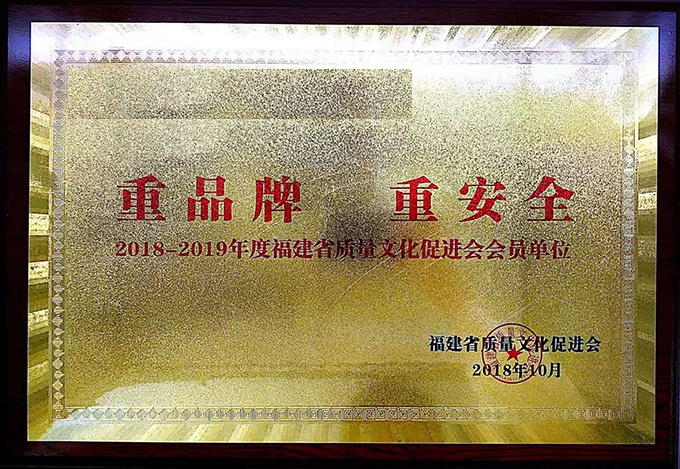 重品牌 重安全
2018-2019年度福建省质量文化促进会会员单位
福建省质量文化促进会
2018年10月